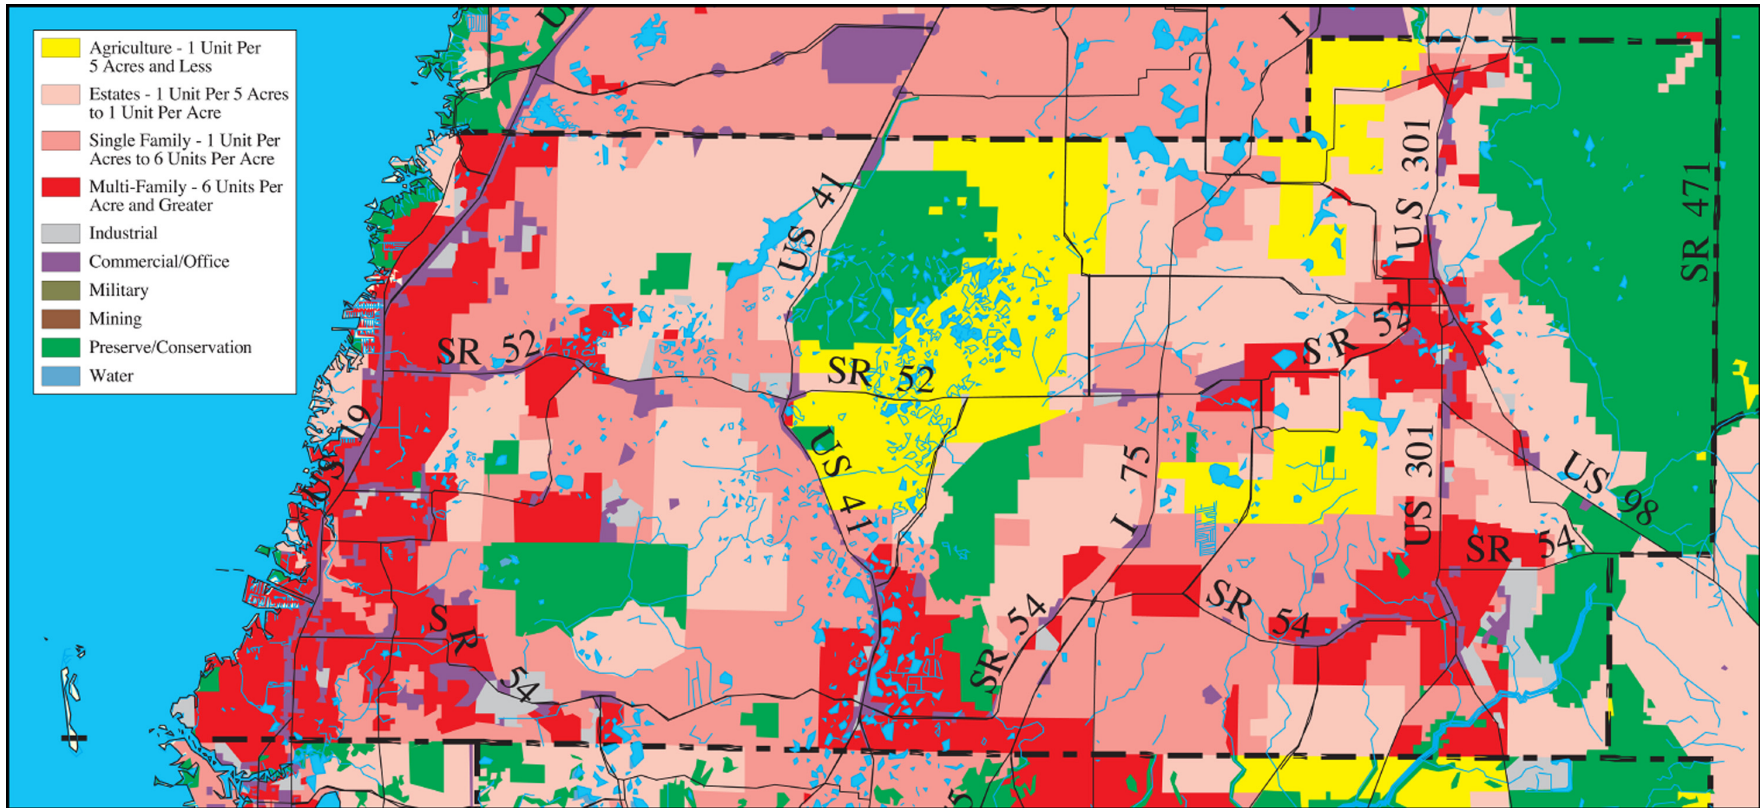 Agriculture - 1 Unit Per
5 Acres and Less
Estates - 1 Unit Per 5 Acres
to 1 Unit Per Acre
Single Family - 1 Unit Per
Acres to 6 Units Per Acre
Multi-Family - 6 Units Per
Acre and Greater
Industrial
Commercial/Office
Military
Mining
Preserve/Conservation
Water
U
I
US 41
US 301
SR 471
SR 52
SR 52
SR 52
US 19
US 41
I 75
US 301
US 98
SR 54
SR 54
SR 54
SR 54
5